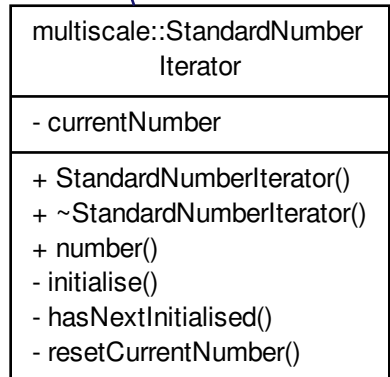 multiscale::StandardNumber
Iterator
- currentNumber
+ StandardNumberIterator()
+ ~StandardNumberIterator()
+ number()
- initialise()
- hasNextInitialised()
- resetCurrentNumber()